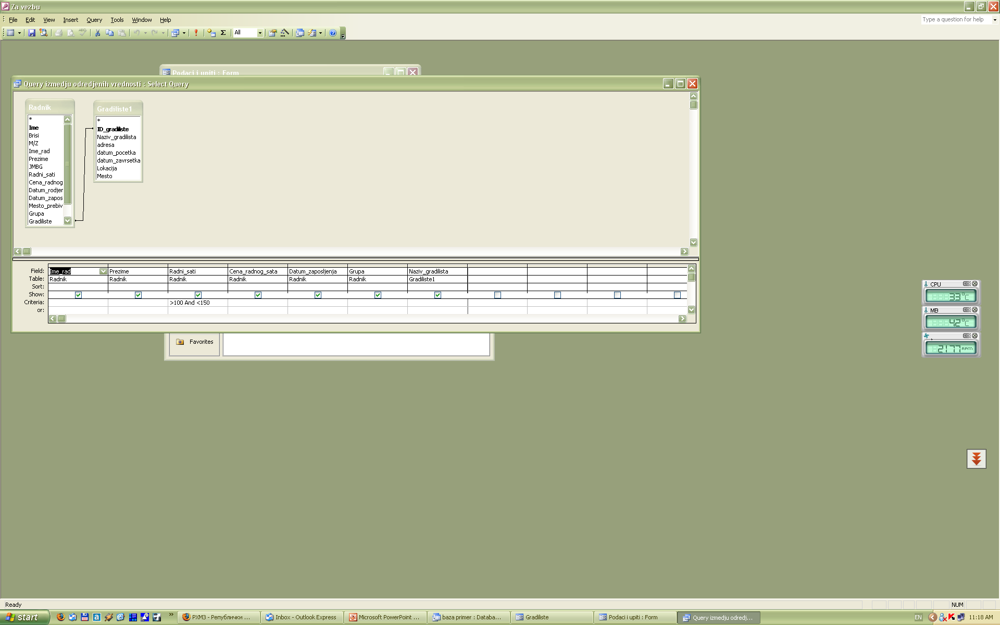 Za vezbu
File Edit View Insert Query Tools Window Help
Type a question for help
All
Podaci i upiti : Form
Query izmedju odredjenih vrednosti : Select Query
Radnik
*
Ime
Brisi
M/Z
Ime_rad
Prezime
JMBG
Radni_sati
Cena_radnog
Datum_rodjer
Datum_zapos
Mesto_prebiv
Grupa
Gradiliste
Gradiliste1
*
ID_gradiliste
Naziv_gradilista
adresa
datum_pocetka
datum_zavrsetka
Lokacija
Mesto
Field: Ime_rad Prezime Radni_sati Cena_radnog_sata Datum_zaposljenja Grupa Naziv_gradilista
Table: Radnik Radnik Radnik Radnik Radnik Radnik Gradiliste1
Sort:
Show:
Criteria: >100 And <150
or:
Favorites
CPU
33°C
MB
42°C
2177 RPM
Ready
NUM
start
PXMЗ - Републички ...
Inbox - Outlook Express
Microsoft PowerPoint ...
baza primer : Databa...
Gradiliste
Podaci i upiti : Form
Query izmedju odredj...
EN
11:18 AM